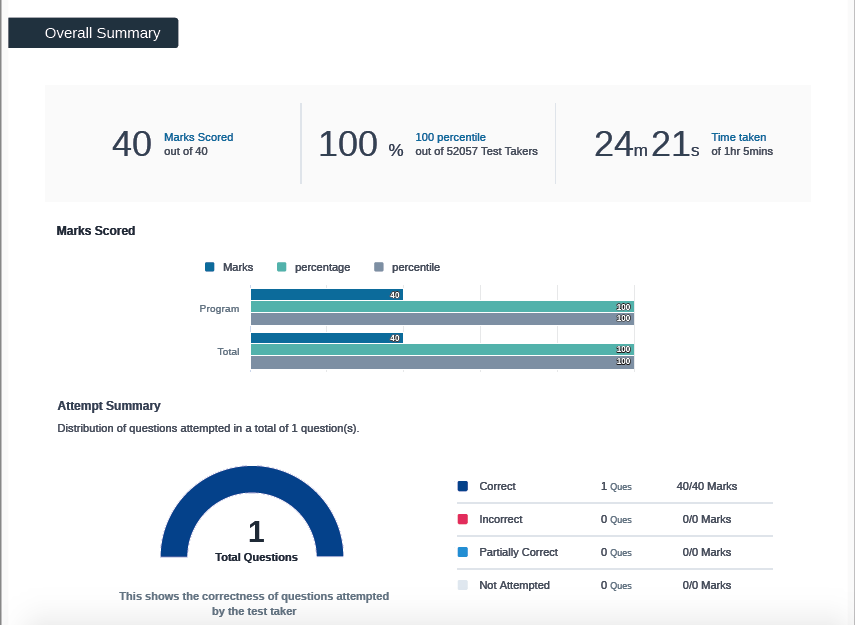 Overall Summary
40 Marks Scored out of 40
100 % 100 percentile out of 52057 Test Takers
24m 21s Time taken of 1hr 5mins
Marks Scored
Marks percentage percentile
Program 40 100 100
Total 40 100 100
Attempt Summary
Distribution of questions attempted in a total of 1 question(s).
1
Total Questions
This shows the correctness of questions attempted
by the test taker
Correct 1 Ques 40/40 Marks
Incorrect 0 Ques 0/0 Marks
Partially Correct 0 Ques 0/0 Marks
Not Attempted 0 Ques 0/0 Marks